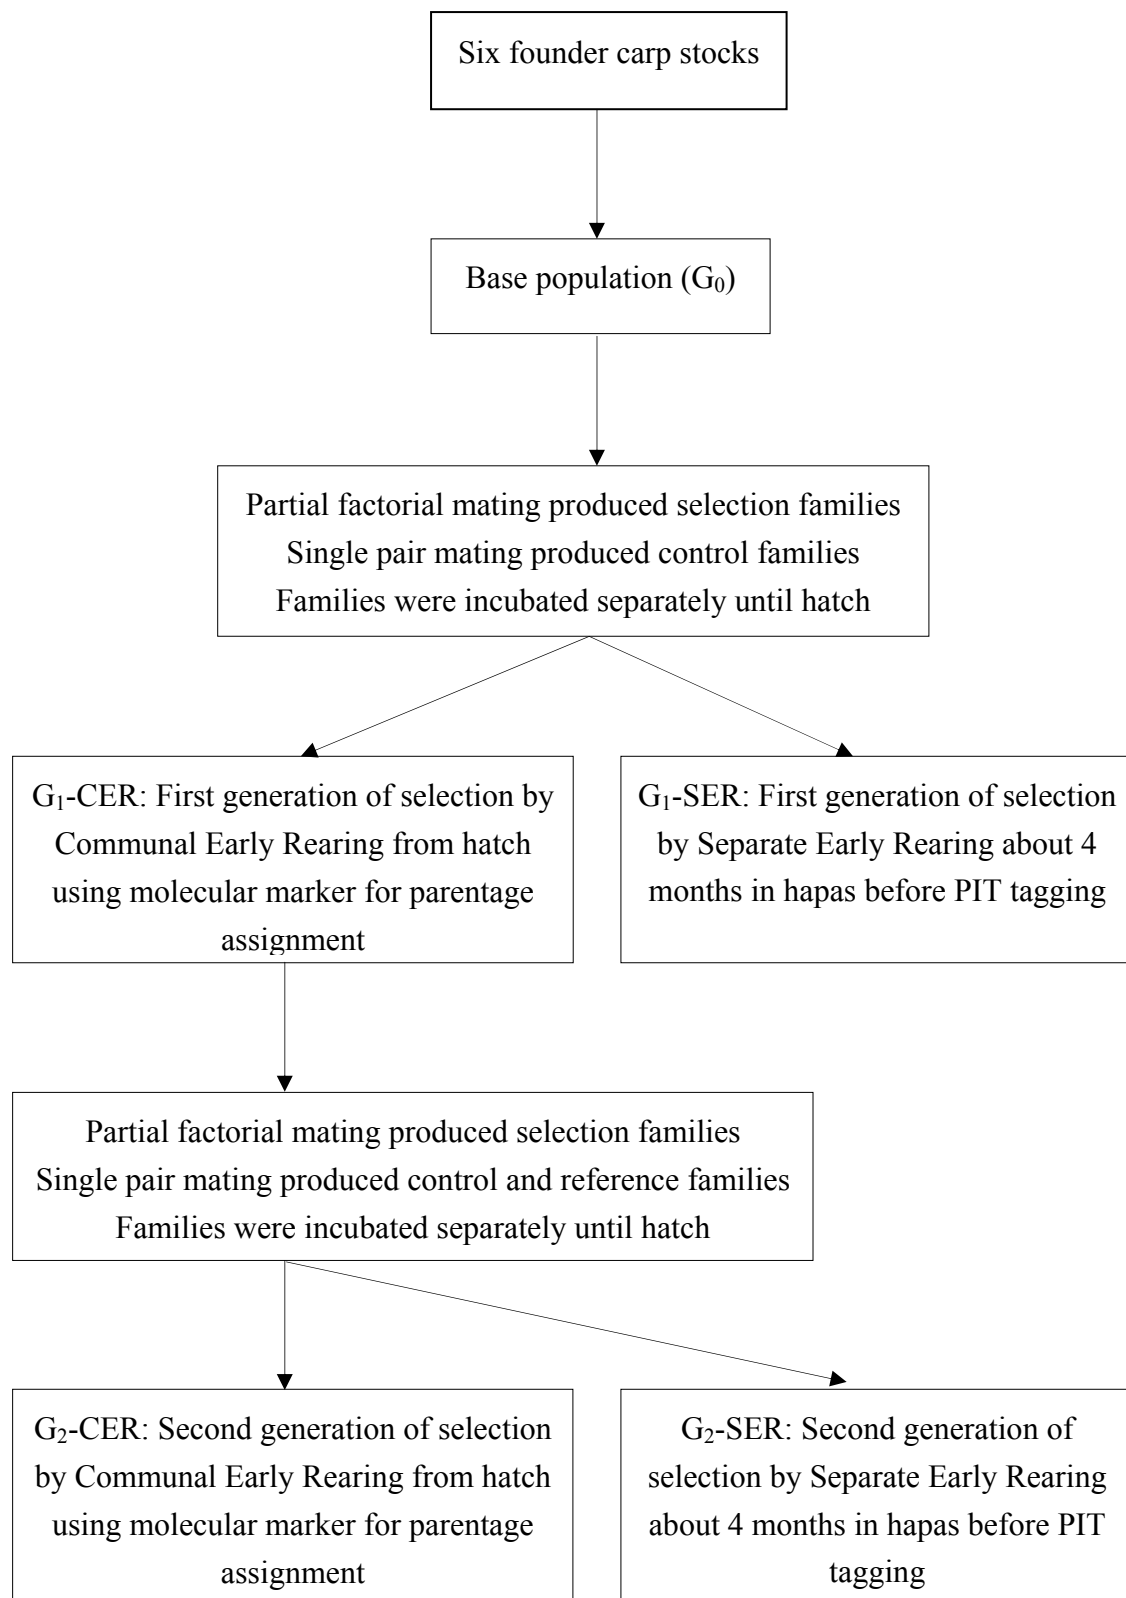 Six founder carp stocks
Base population (G₀)
Partial factorial mating produced selection families
Single pair mating produced control families
Families were incubated separately until hatch
G₁-CER: First generation of selection by
Communal Early Rearing from hatch
using molecular marker for parentage
assignment
G₁-SER: First generation of selection
by Separate Early Rearing about 4
months in hapas before PIT tagging
Partial factorial mating produced selection families
Single pair mating produced control and reference families
Families were incubated separately until hatch
G₂-CER: Second generation of selection
by Communal Early Rearing from hatch
using molecular marker for parentage
assignment
G₂-SER: Second generation of
selection by Separate Early Rearing
about 4 months in hapas before PIT
tagging